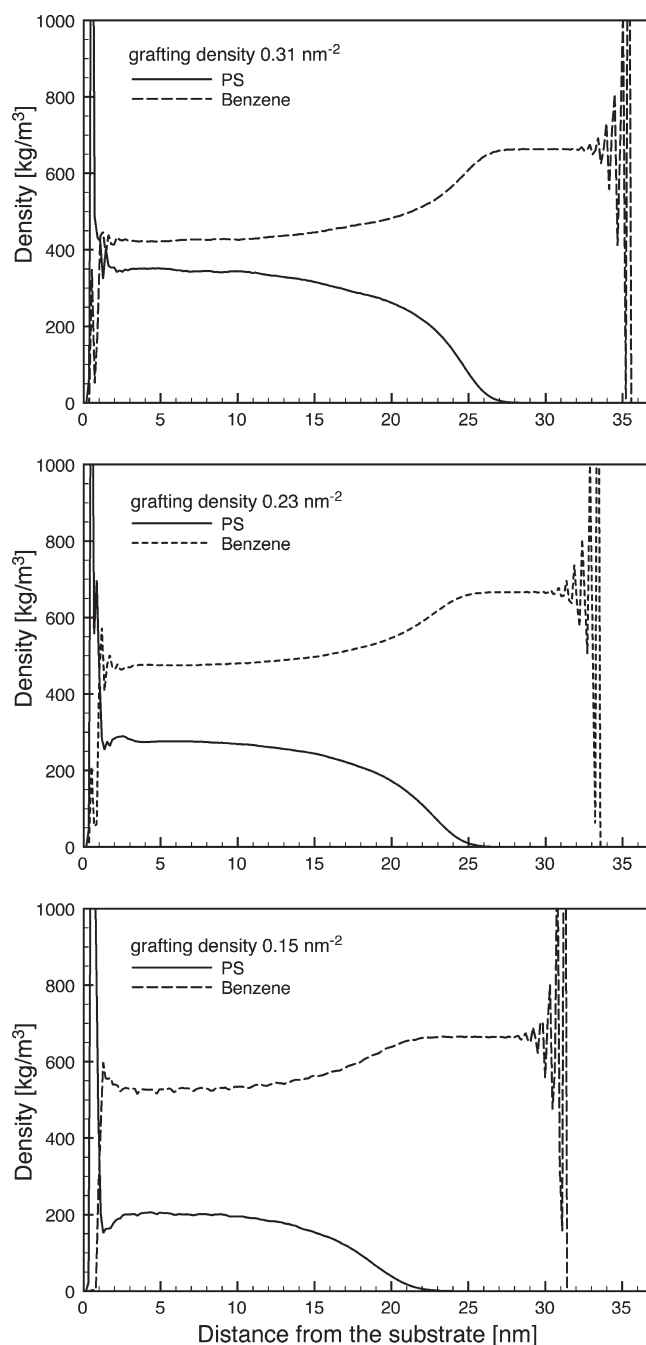 1000
grafting density 0.31 nm-2
PS
Benzene
800
600
400
200
0
Density [kg/m3]
0 5 10 15 20 25 30 35
1000
grafting density 0.23 nm-2
PS
Benzene
800
600
400
200
0
Density [kg/m3]
0 5 10 15 20 25 30 35
1000
grafting density 0.15 nm-2
PS
Benzene
800
600
400
200
0
Density [kg/m3]
0 5 10 15 20 25 30 35
Distance from the substrate [nm]